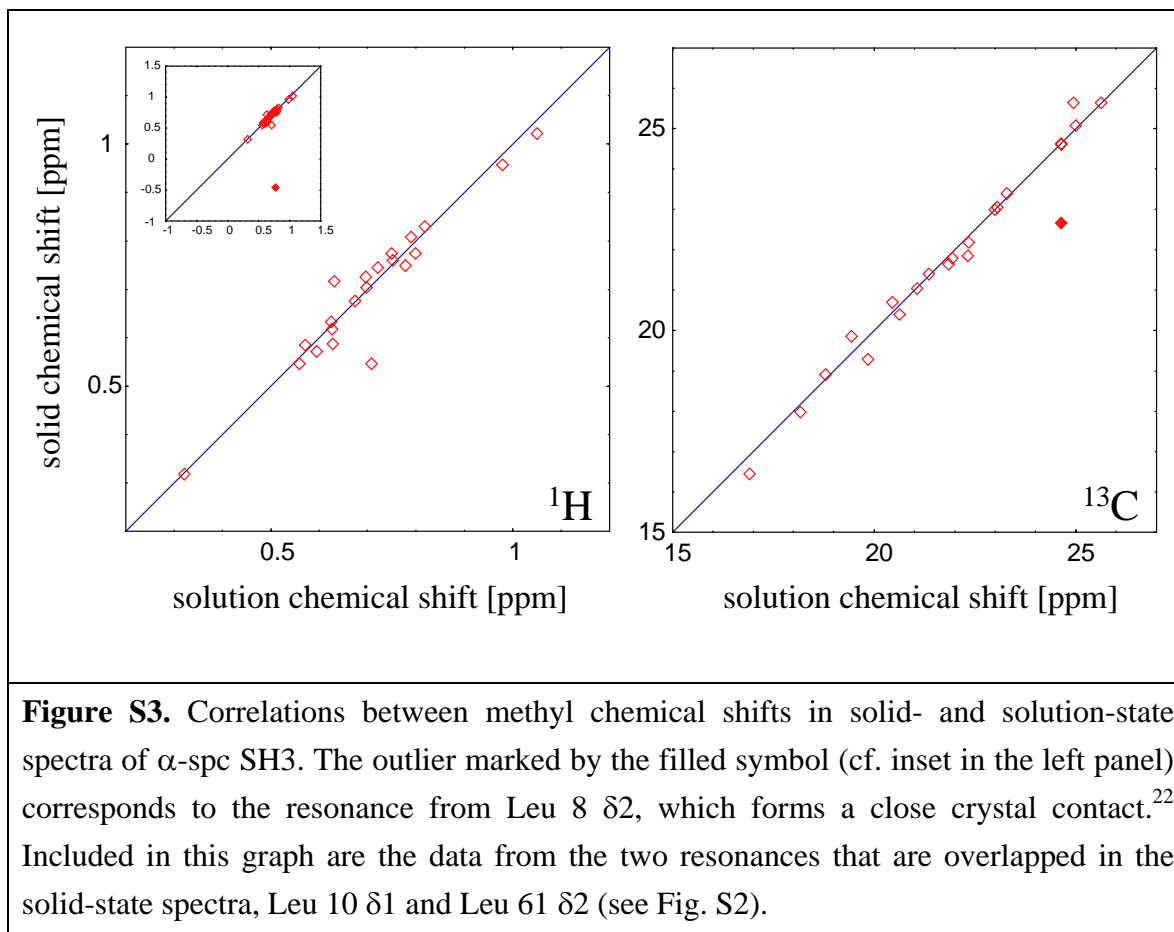 1.5
1
0.5
0
-0.5
-1
-1 -0.5 0 0.5 1 1.5
1
0.5
solid chemical shift [ppm]
¹H
0.5 1
solution chemical shift [ppm]
25
20
15
¹³C
15 20 25
solution chemical shift [ppm]
Figure S3. Correlations between methyl chemical shifts in solid- and solution-state
spectra of α-spc SH3. The outlier marked by the filled symbol (cf. inset in the left panel)
corresponds to the resonance from Leu 8 δ2, which forms a close crystal contact.²²
Included in this graph are the data from the two resonances that are overlapped in the
solid-state spectra, Leu 10 δ1 and Leu 61 δ2 (see Fig. S2).